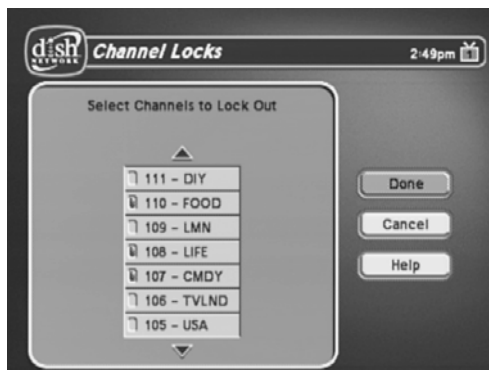 dish
NETWORK
Channel Locks
2:49pm
Select Channels to Lock Out
111 - DIY
110 - FOOD
109 - LMN
108 - LIFE
107 - CMDY
106 - TVLND
105 - USA
Done
Cancel
Help